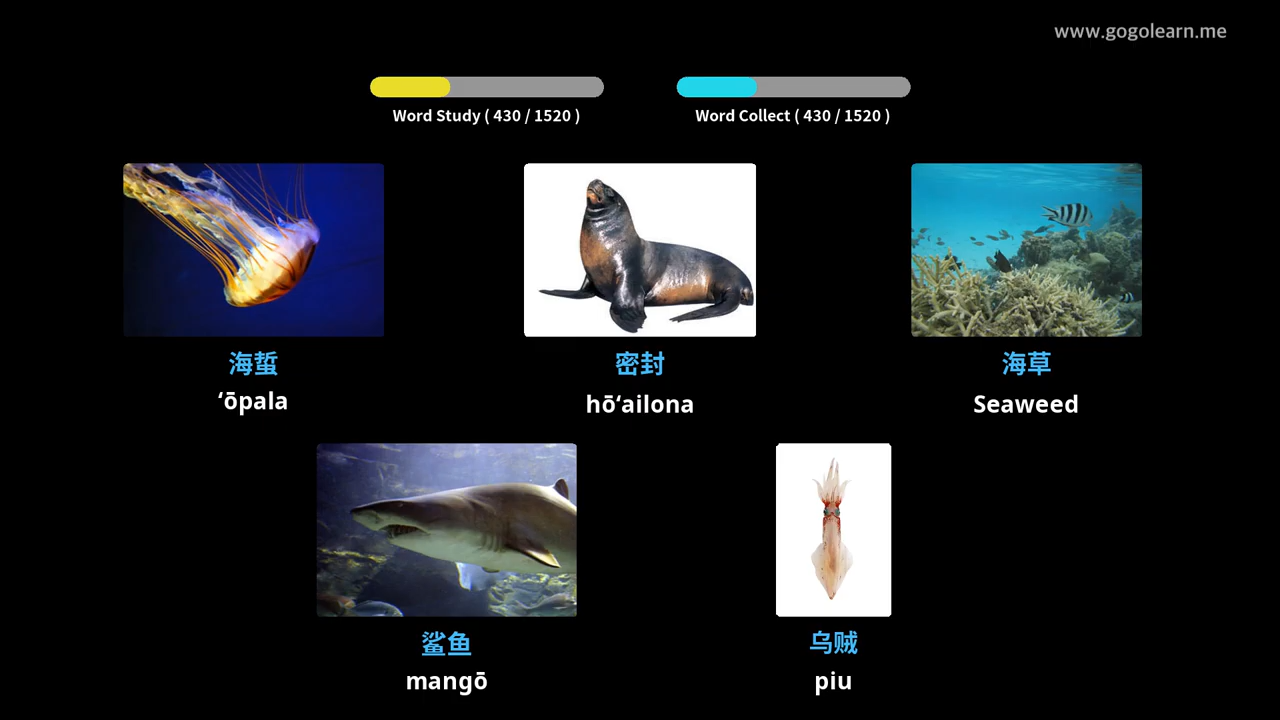 www.gogolearn.me
Word Study ( 430 / 1520 )
Word Collect ( 430 / 1520 )
海蜇
ʻōpala
密封
hōʻailona
海草
Seaweed
鲨鱼
mangō
乌贼
piu